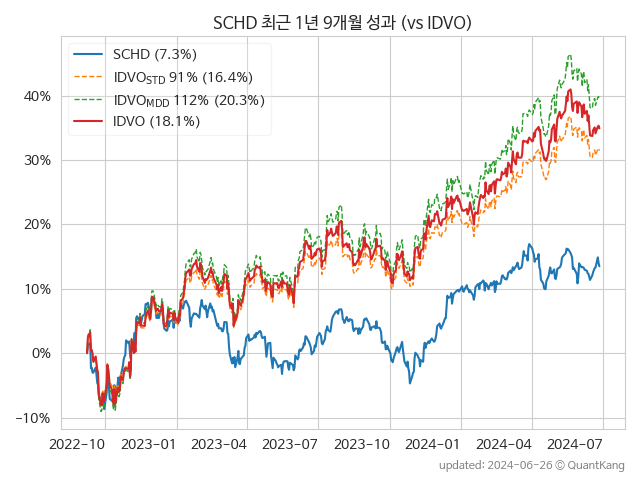 SCHD 최근 1년 9개월 성과 (vs IDVO)
SCHD (7.3%)
IDVO_STD 91% (16.4%)
IDVO_MDD 112% (20.3%)
IDVO (18.1%)
40%
30%
20%
10%
0%
−10%
2022-10 2023-01 2023-04 2023-07 2023-10 2024-01 2024-04 2024-07
updated: 2024-06-26 © QuantKang